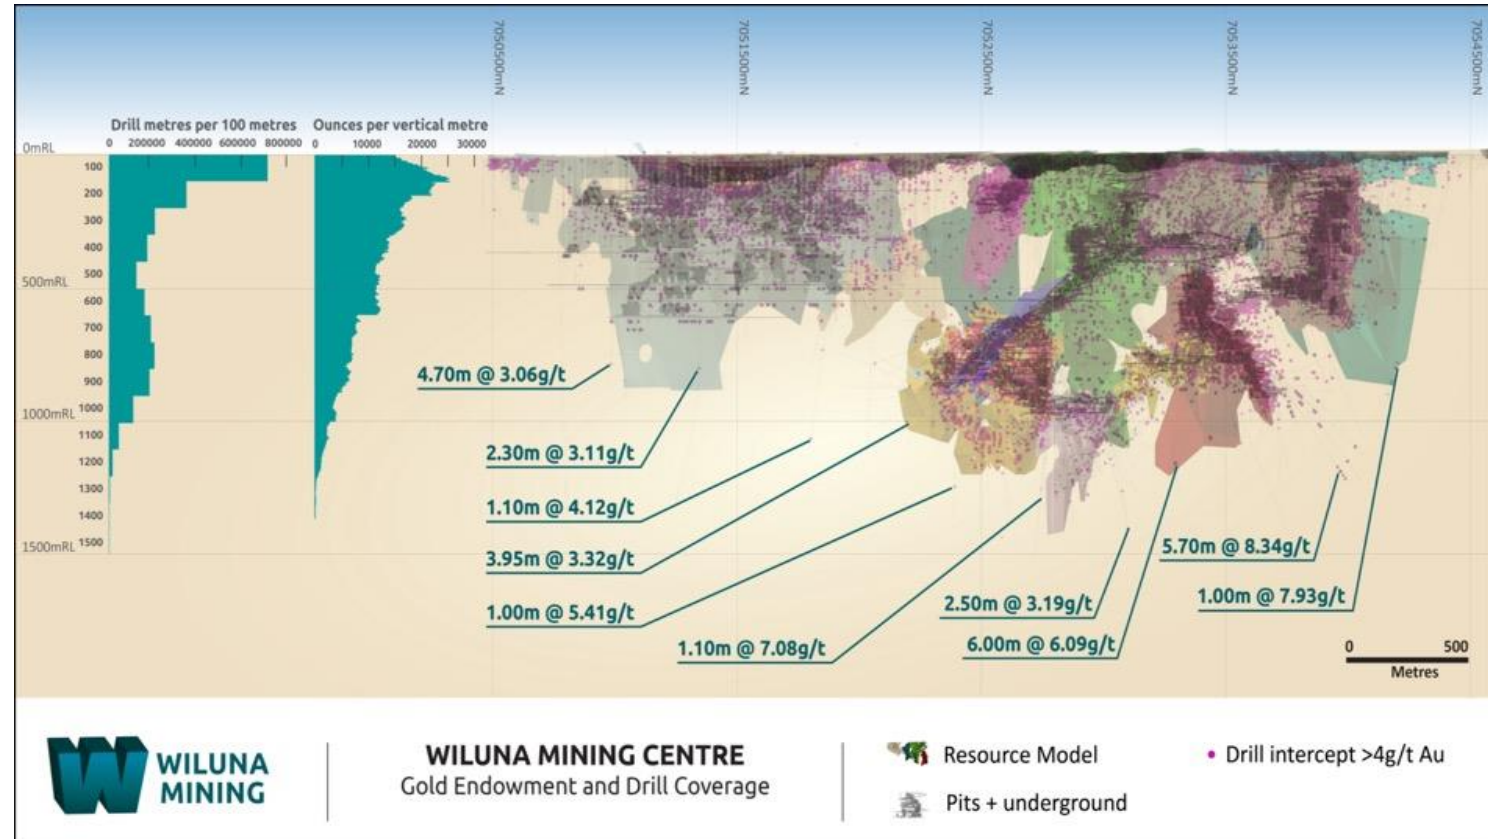 7050500mN
7051500mN
7052500mN
7053500mN
7054500mN
Drill metres per 100 metres
Ounces per vertical metre
0 200000 400000 600000 800000
0 10000 20000 30000
0mRL
100
200
300
400
500
500mRL
600
700
800
900
1000
1000mRL
1100
1200
1300
1400
1500
1500mRL
4.70m @ 3.06g/t
2.30m @ 3.11g/t
1.10m @ 4.12g/t
3.95m @ 3.32g/t
1.00m @ 5.41g/t
1.10m @ 7.08g/t
2.50m @ 3.19g/t
6.00m @ 6.09g/t
5.70m @ 8.34g/t
1.00m @ 7.93g/t
0 500
Metres
WILUNA
MINING
WILUNA MINING CENTRE
Gold Endowment and Drill Coverage
Resource Model
Pits + underground
Drill intercept >4g/t Au